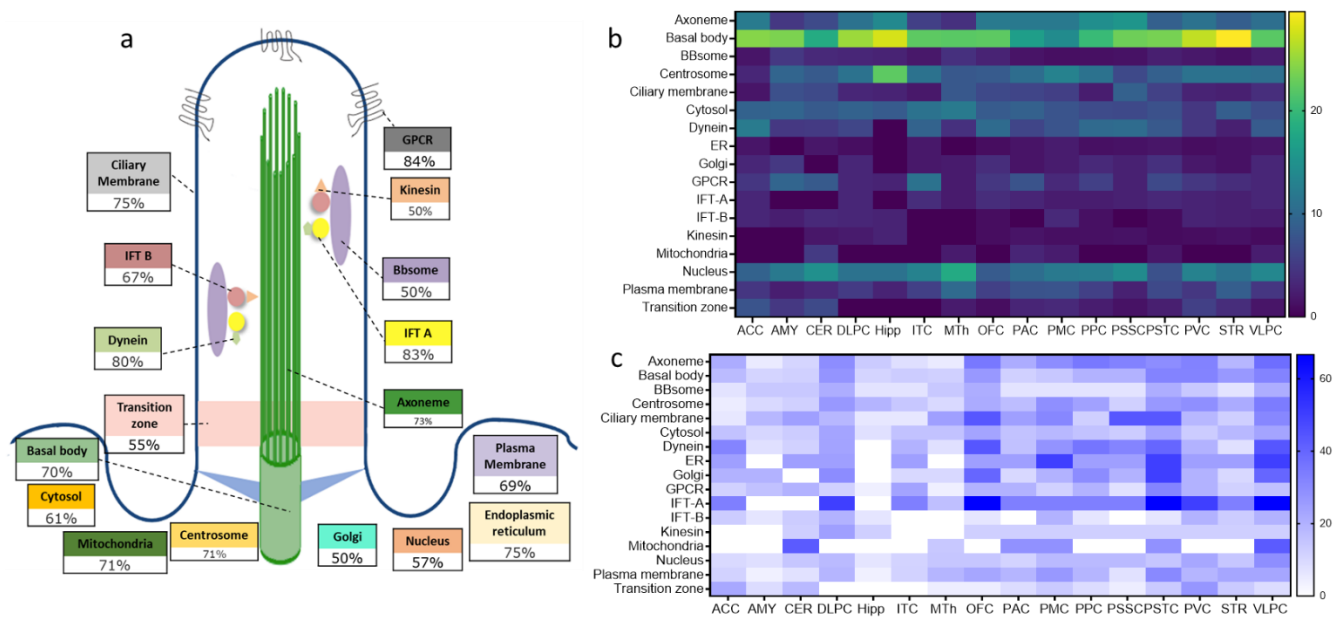 a
GPCR
84%
Ciliary
Membrane
75%
Kinesin
50%
IFT B
67%
Bbsome
50%
Dynein
80%
IFT A
83%
Transition
zone
55%
Axoneme
73%
Basal body
70%
Plasma
Membrane
69%
Cytosol
61%
Mitochondria
71%
Centrosome
71%
Golgi
50%
Nucleus
57%
Endoplasmic
reticulum
75%
b
Axoneme
Basal body
BBsome
Centrosome
Ciliary membrane
Cytosol
Dynein
ER
Golgi
GPCR
IFT-A
IFT-B
Kinesin
Mitochondria
Nucleus
Plasma membrane
Transition zone
ACC AMY CER DLPC Hipp ITC MTh OFC PAC PMC PPC PSSC PSTC PVC STR VLPC
20
10
0
c
Axoneme
Basal body
BBsome
Centrosome
Ciliary membrane
Cytosol
Dynein
ER
Golgi
GPCR
IFT-A
IFT-B
Kinesin
Mitochondria
Nucleus
Plasma membrane
Transition zone
ACC AMY CER DLPC Hipp ITC MTh OFC PAC PMC PPC PSSC PSTC PVC STR VLPC
60
40
20
0